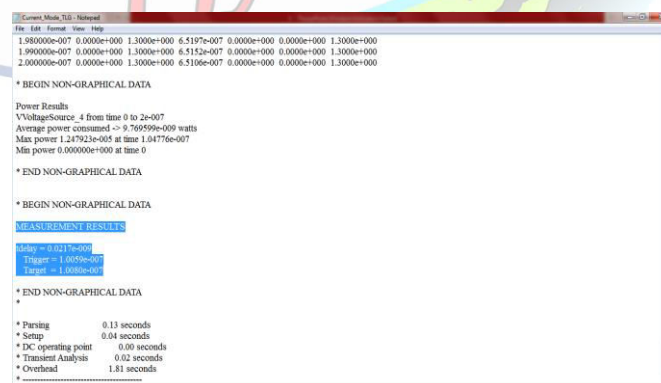 Current_Mode_TLG - Notepad
File Edit Format View Help
1.980000e-007 0.0000e+000 1.3000e+000 6.5197e-007 0.0000e+000 0.0000e+000 1.3000e+000
1.990000e-007 0.0000e+000 1.3000e+000 6.5152e-007 0.0000e+000 0.0000e+000 1.3000e+000
2.000000e-007 0.0000e+000 1.3000e+000 6.5106e-007 0.0000e+000 0.0000e+000 1.3000e+000
* BEGIN NON-GRAPHICAL DATA
Power Results
VVoltageSource_4 from time 0 to 2e-007
Average power consumed -> 9.769599e-009 watts
Max power 1.247923e-005 at time 1.04776e-007
Min power 0.000000e+000 at time 0
* END NON-GRAPHICAL DATA
* BEGIN NON-GRAPHICAL DATA
MEASUREMENT RESULTS
tdelay = 0.0217e-009
Trigger = 1.0059e-007
Target = 1.0080e-007
* END NON-GRAPHICAL DATA
*
* Parsing 0.13 seconds
* Setup 0.04 seconds
* DC operating point 0.00 seconds
* Transient Analysis 0.02 seconds
* Overhead 1.81 seconds
* -----------------------------------------